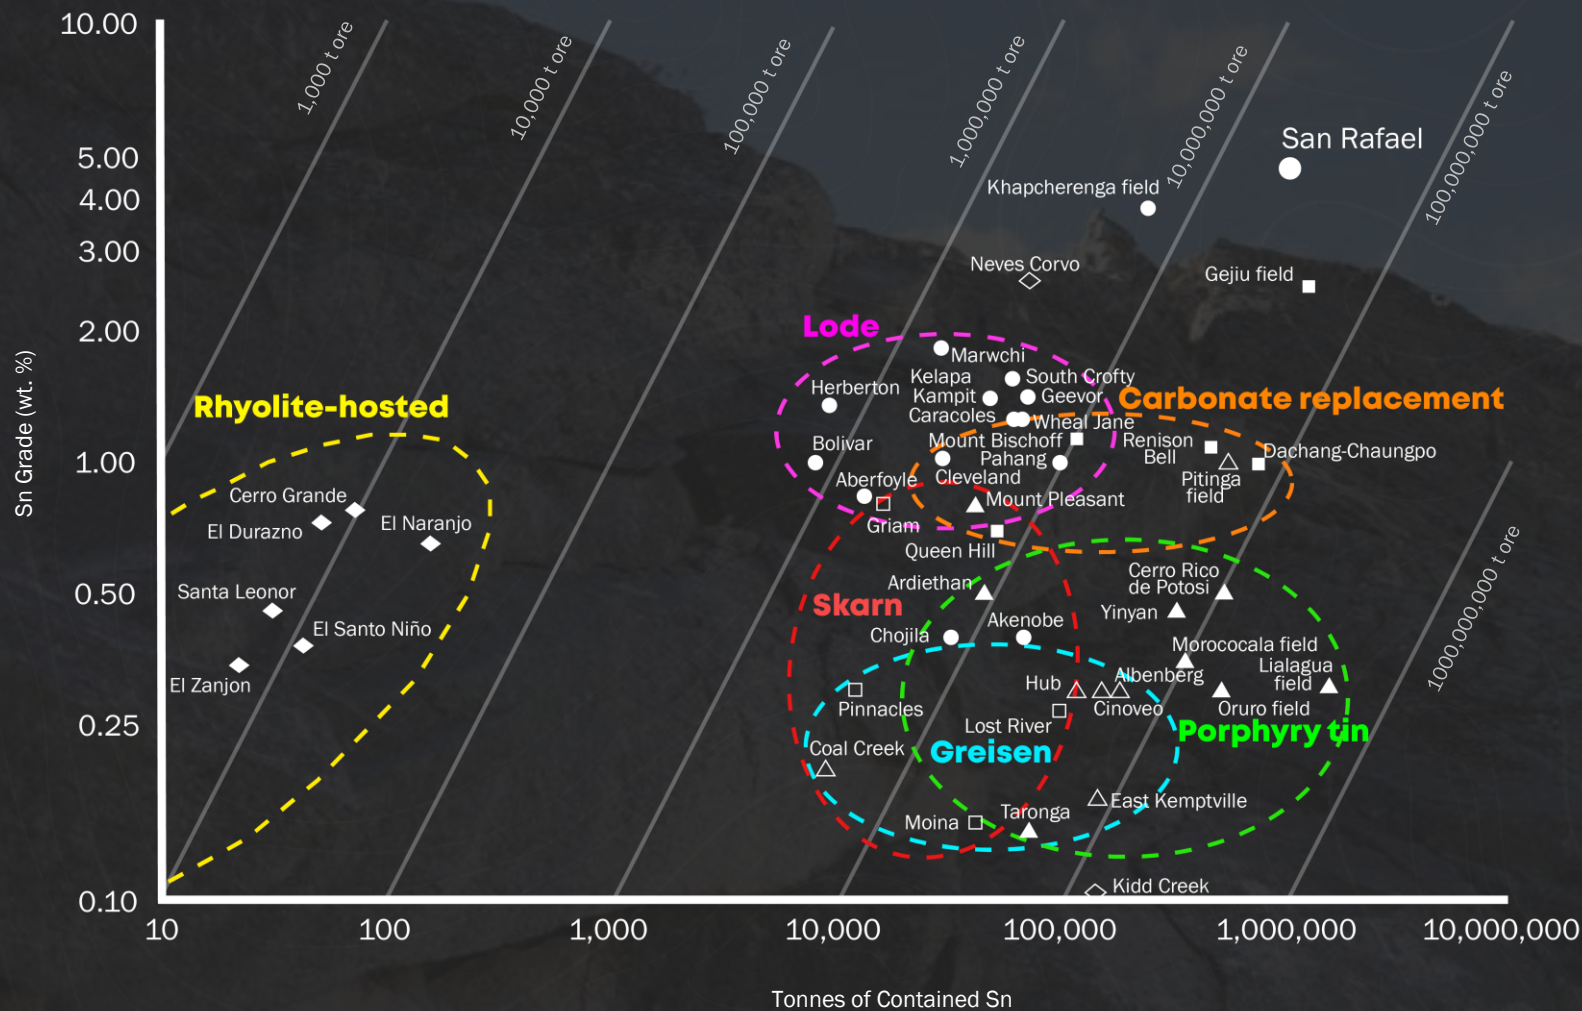 10.00
5.00
4.00
3.00
2.00
1.00
0.50
0.25
0.10
Sn Grade (wt. %)
1,000 t ore
10,000 t ore
100,000 t ore
1,000,000 t ore
10,000,000 t ore
100,000,000 t ore
1000,000,000 t ore
San Rafael
Khapcherenga field
Neves Corvo
Gejiu field
Lode
Marwchi
Kelapa
Kampit
South Crofty
Herberton
Geevor
Caracoles
Wheal Jane
Carbonate replacement
Rhyolite-hosted
Bolivar
Mount Bischoff
Pahang
Cleveland
Renison
Bell
Dachang-Chaungpo
Pitinga
field
Aberfoyle
Griam
Mount Pleasant
Queen Hill
Cerro Grande
El Durazno
El Naranjo
Santa Leonor
El Santo Niño
El Zanjon
Ardiethan
Skarn
Cerro Rico
de Potosi
Yinyan
Chojila
Akenobe
Morococala field
Lialagua
field
Hub
Albenberg
Cinoveo
Oruro field
Pinnacles
Lost River
Porphyry tin
Coal Creek
Greisen
East Kemptville
Moina
Taronga
Kidd Creek
10
100
1,000
10,000
100,000
1,000,000
10,000,000
Tonnes of Contained Sn